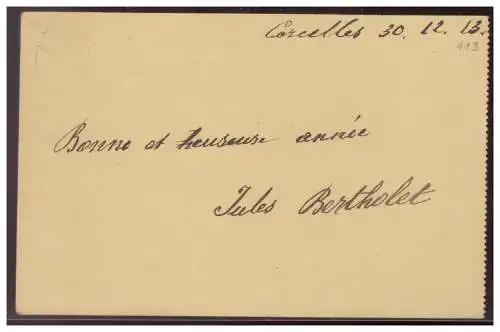 Corcelles 30. 12. 13.
113
Bonne et heureuse année
Jules Bertholet